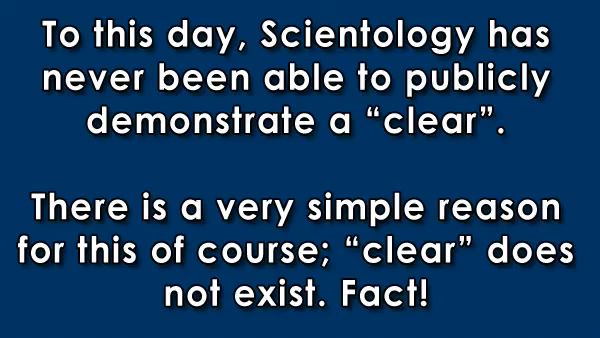 To this day, Scientology has
never been able to publicly
demonstrate a “clear”.
There is a very simple reason
for this of course; “clear” does
not exist. Fact!